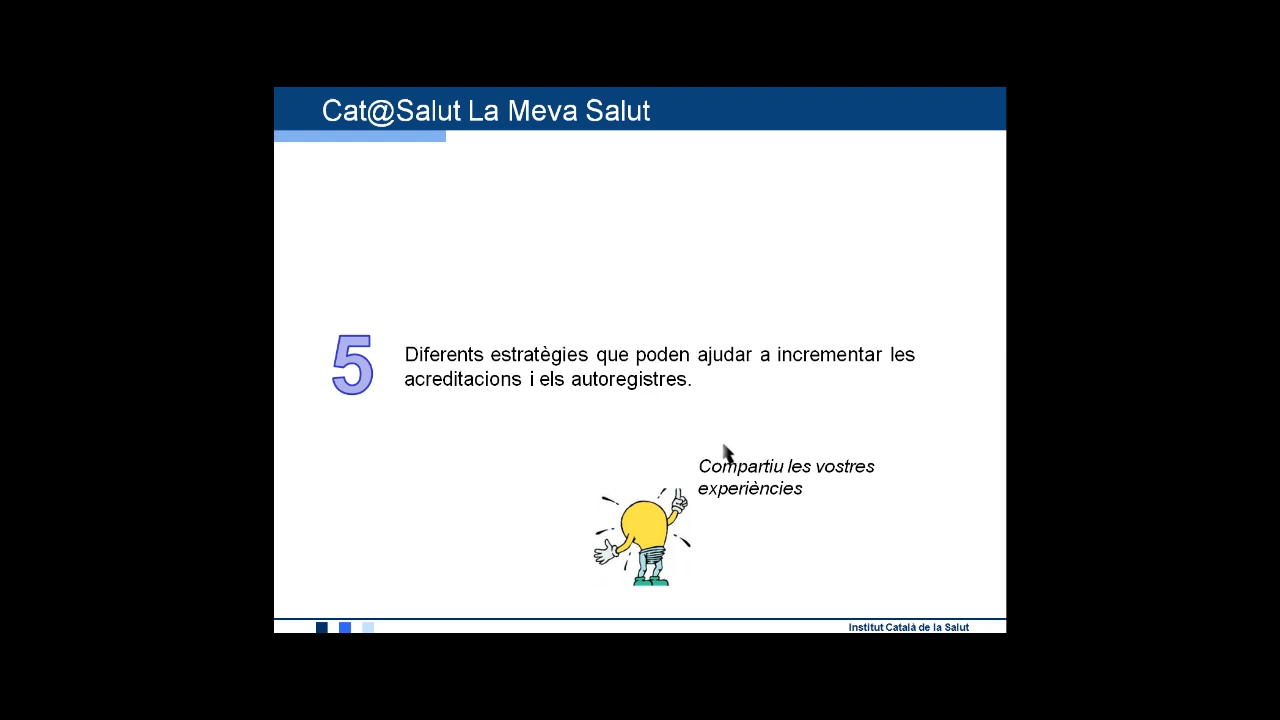 Cat@Salut La Meva Salut
5
Diferents estratègies que poden ajudar a incrementar les
acreditacions i els autoregistres.
Compartiu les vostres
experiències
Institut Català de la Salut